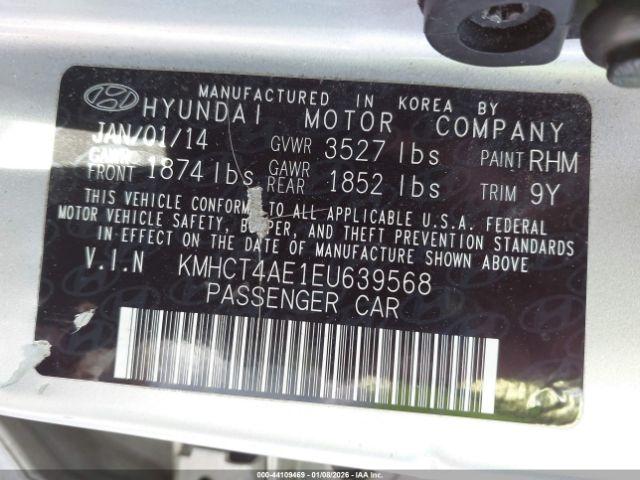 MANUFACTURED IN KOREA BY
HYUNDAI MOTOR COMPANY
JAN/01/14 GVWR 3527 lbs PAINT RHM
GAWR FRONT 1874 lbs GAWR REAR 1852 lbs TRIM 9Y
THIS VEHICLE CONFORMS TO ALL APPLICABLE U.S.A. FEDERAL
MOTOR VEHICLE SAFETY, BUMPER, AND THEFT PREVENTION STANDARDS
IN EFFECT ON THE DATE OF MANUFACTURE SHOWN ABOVE
V.I.N KMHCT4AE1EU639568
PASSENGER CAR
000-44109469 - 01/08/2026 - COPYRIGHT IAA, LLC